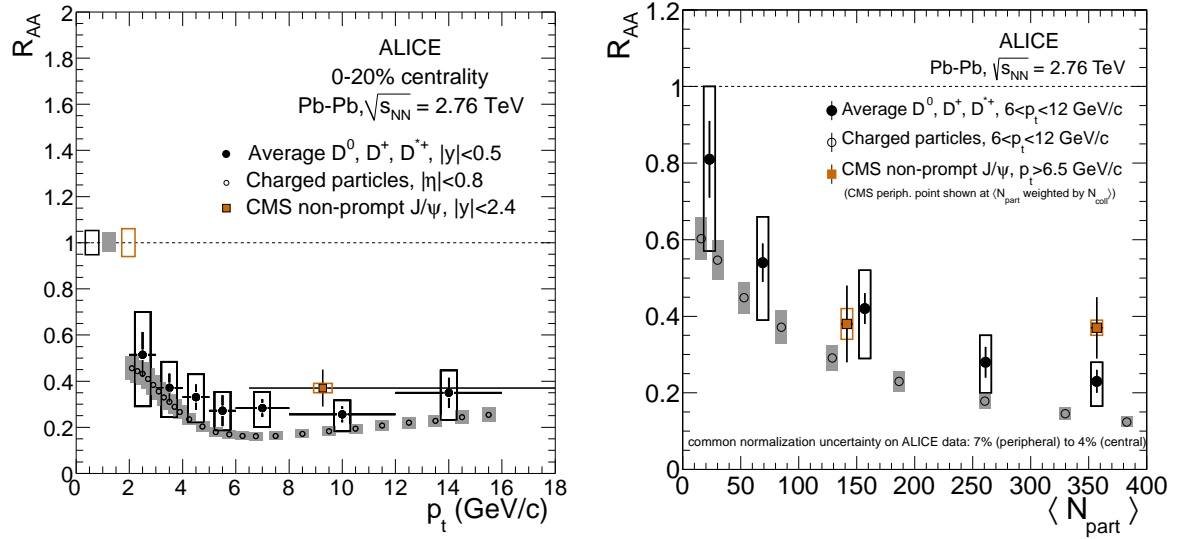 R_AA
2
1.8
1.6
1.4
1.2
1
0.8
0.6
0.4
0.2
0
ALICE
0-20% centrality
Pb-Pb, √s_NN = 2.76 TeV
Average D^0, D^+, D^*+, |y|<0.5
Charged particles, |η|<0.8
CMS non-prompt J/ψ, |y|<2.4
0 2 4 6 8 10 12 14 16 18
p_t (GeV/c)
R_AA
1.2
1
0.8
0.6
0.4
0.2
0
ALICE
Pb-Pb, √s_NN = 2.76 TeV
Average D^0, D^+, D^*+, 6<p_t<12 GeV/c
Charged particles, 6<p_t<12 GeV/c
CMS non-prompt J/ψ, p_t>6.5 GeV/c
(CMS periph. point shown at ⟨N_part weighted by N_coll⟩)
common normalization uncertainty on ALICE data: 7% (peripheral) to 4% (central)
0 50 100 150 200 250 300 350 400
⟨ N_part ⟩